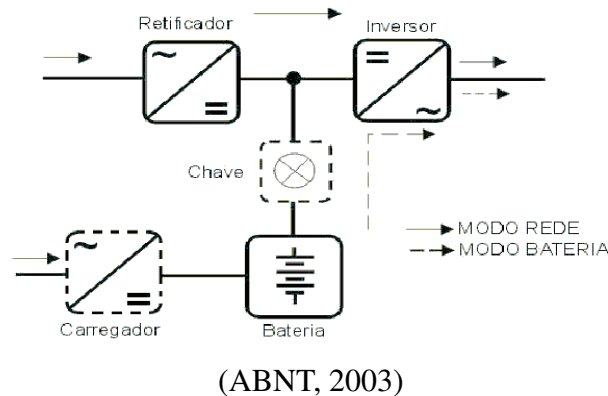 Retificador
Inversor
Chave
MODO REDE
MODO BATERIA
Carregador
Bateria
(ABNT, 2003)